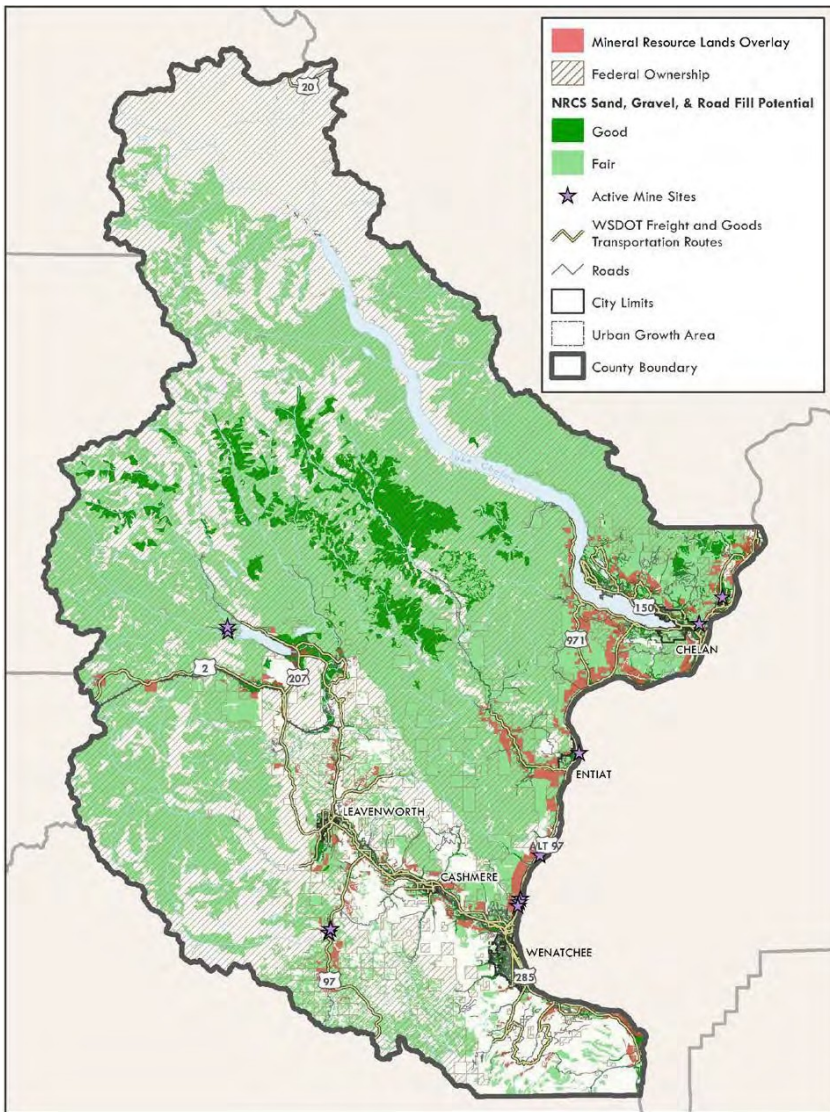 Mineral Resource Lands Overlay
Federal Ownership
NRCS Sand, Gravel, & Road Fill Potential
Good
Fair
Active Mine Sites
WSDOT Freight and Goods
Transportation Routes
Roads
City Limits
Urban Growth Area
County Boundary
20
150
971
CHELAN
2
207
ENTIAT
LEAVENWORTH
ALT 97
CASHMERE
WENATCHEE
97
285